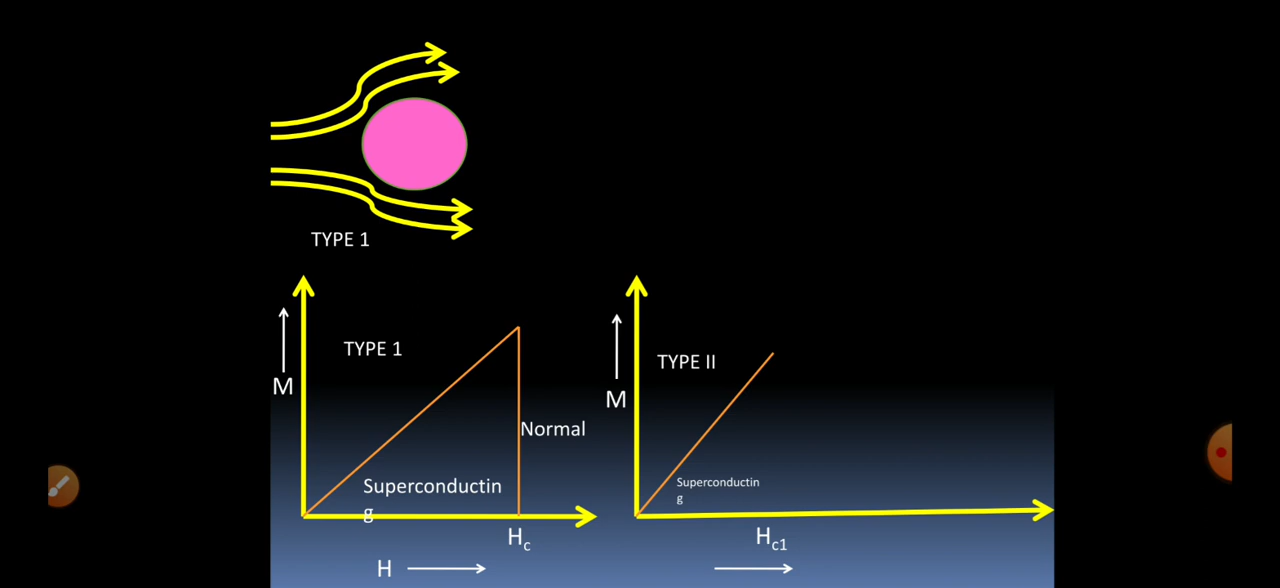 TYPE 1
TYPE 1
M
Normal
Superconductin
g
Hc
H
TYPE II
M
Superconductin
g
Hc1